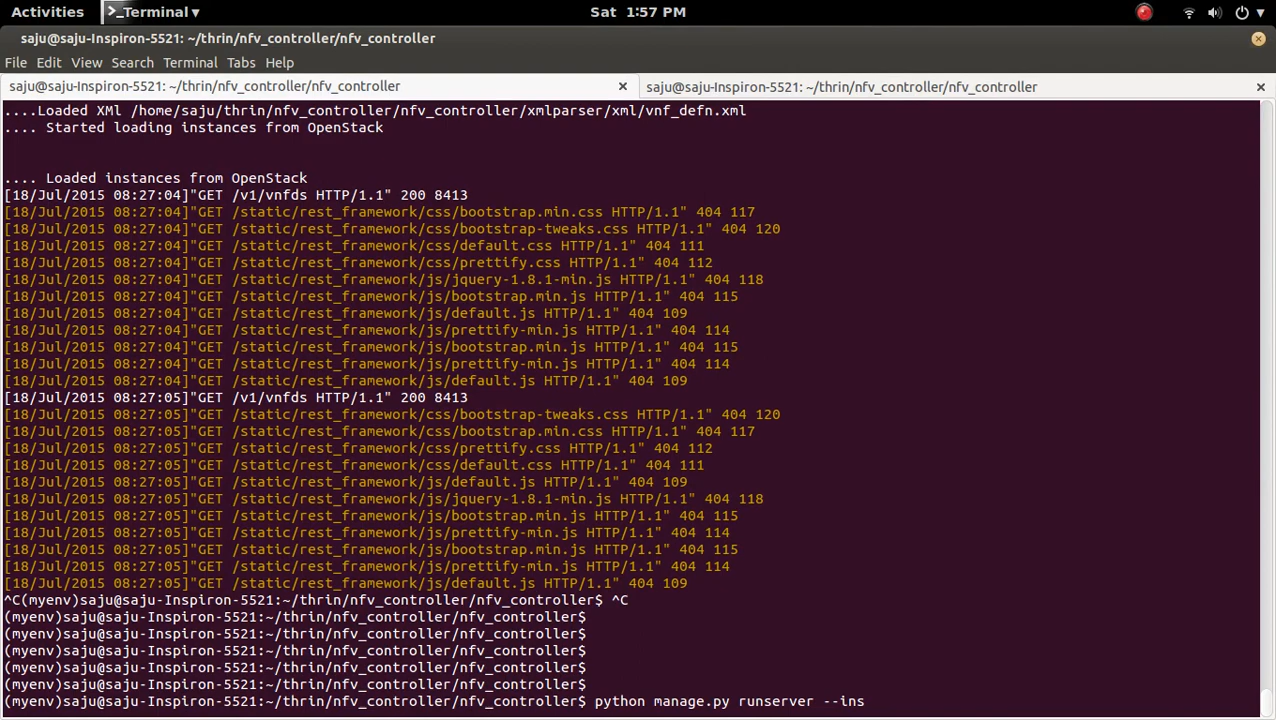 Activities Terminal Sat 1:57 PM
saju@saju-Inspiron-5521: ~/thrin/nfv_controller/nfv_controller
File Edit View Search Terminal Tabs Help
saju@saju-Inspiron-5521: ~/thrin/nfv_controller/nfv_controller saju@saju-Inspiron-5521: ~/thrin/nfv_controller/nfv_controller
....Loaded XMl /home/saju/thrin/nfv_controller/nfv_controller/xmlparser/xml/vnf_defn.xml
.... Started loading instances from OpenStack
.... Loaded instances from OpenStack
[18/Jul/2015 08:27:04]"GET /v1/vnfds HTTP/1.1" 200 8413
[18/Jul/2015 08:27:04]"GET /static/rest_framework/css/bootstrap.min.css HTTP/1.1" 404 117
[18/Jul/2015 08:27:04]"GET /static/rest_framework/css/bootstrap-tweaks.css HTTP/1.1" 404 120
[18/Jul/2015 08:27:04]"GET /static/rest_framework/css/default.css HTTP/1.1" 404 111
[18/Jul/2015 08:27:04]"GET /static/rest_framework/css/prettify.css HTTP/1.1" 404 112
[18/Jul/2015 08:27:04]"GET /static/rest_framework/js/jquery-1.8.1-min.js HTTP/1.1" 404 118
[18/Jul/2015 08:27:04]"GET /static/rest_framework/js/bootstrap.min.js HTTP/1.1" 404 115
[18/Jul/2015 08:27:04]"GET /static/rest_framework/js/default.js HTTP/1.1" 404 109
[18/Jul/2015 08:27:04]"GET /static/rest_framework/js/prettify-min.js HTTP/1.1" 404 114
[18/Jul/2015 08:27:04]"GET /static/rest_framework/js/bootstrap.min.js HTTP/1.1" 404 115
[18/Jul/2015 08:27:04]"GET /static/rest_framework/js/prettify-min.js HTTP/1.1" 404 114
[18/Jul/2015 08:27:04]"GET /static/rest_framework/js/default.js HTTP/1.1" 404 109
[18/Jul/2015 08:27:05]"GET /v1/vnfds HTTP/1.1" 200 8413
[18/Jul/2015 08:27:05]"GET /static/rest_framework/css/bootstrap-tweaks.css HTTP/1.1" 404 120
[18/Jul/2015 08:27:05]"GET /static/rest_framework/css/bootstrap.min.css HTTP/1.1" 404 117
[18/Jul/2015 08:27:05]"GET /static/rest_framework/css/prettify.css HTTP/1.1" 404 112
[18/Jul/2015 08:27:05]"GET /static/rest_framework/css/default.css HTTP/1.1" 404 111
[18/Jul/2015 08:27:05]"GET /static/rest_framework/js/default.js HTTP/1.1" 404 109
[18/Jul/2015 08:27:05]"GET /static/rest_framework/js/jquery-1.8.1-min.js HTTP/1.1" 404 118
[18/Jul/2015 08:27:05]"GET /static/rest_framework/js/bootstrap.min.js HTTP/1.1" 404 115
[18/Jul/2015 08:27:05]"GET /static/rest_framework/js/prettify-min.js HTTP/1.1" 404 114
[18/Jul/2015 08:27:05]"GET /static/rest_framework/js/bootstrap.min.js HTTP/1.1" 404 115
[18/Jul/2015 08:27:05]"GET /static/rest_framework/js/prettify-min.js HTTP/1.1" 404 114
[18/Jul/2015 08:27:05]"GET /static/rest_framework/js/default.js HTTP/1.1" 404 109
^C(myenv)saju@saju-Inspiron-5521:~/thrin/nfv_controller/nfv_controller$ ^C
(myenv)saju@saju-Inspiron-5521:~/thrin/nfv_controller/nfv_controller$
(myenv)saju@saju-Inspiron-5521:~/thrin/nfv_controller/nfv_controller$
(myenv)saju@saju-Inspiron-5521:~/thrin/nfv_controller/nfv_controller$
(myenv)saju@saju-Inspiron-5521:~/thrin/nfv_controller/nfv_controller$
(myenv)saju@saju-Inspiron-5521:~/thrin/nfv_controller/nfv_controller$
(myenv)saju@saju-Inspiron-5521:~/thrin/nfv_controller/nfv_controller$ python manage.py runserver --ins